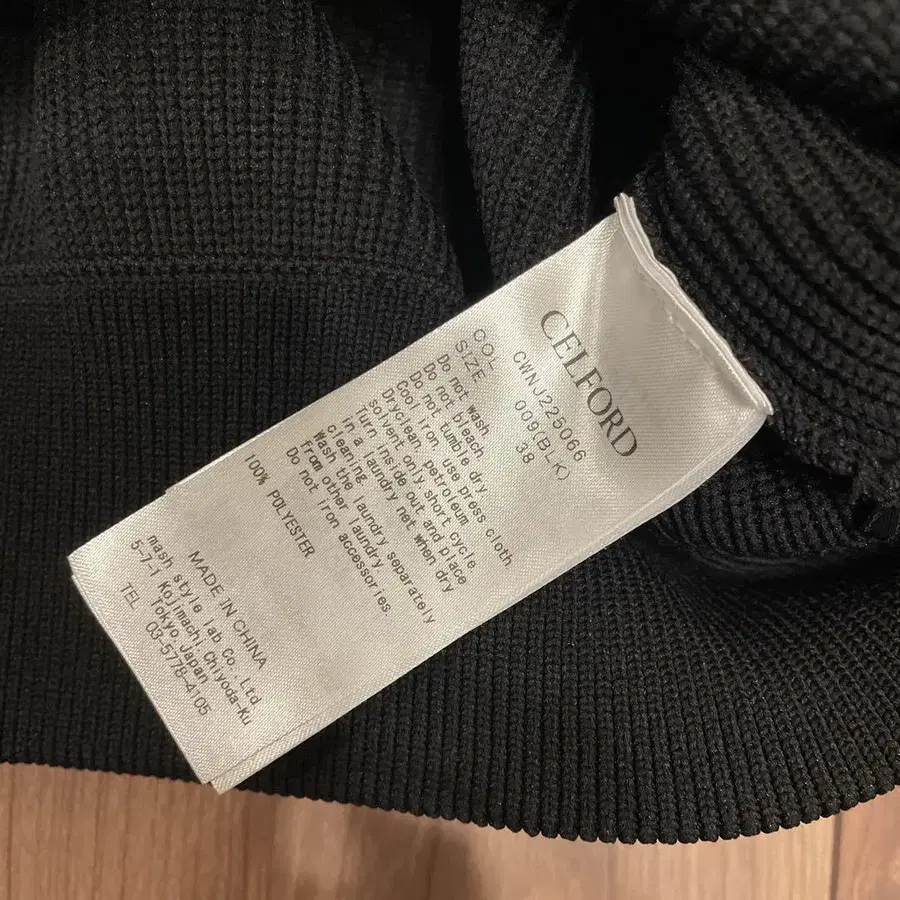 CELFORD
CWNJ225066
COL 009(BLK)
SIZE 38
Do not wash
Do not bleach
Do not tumble dry
Cool iron, use press cloth
Dryclean, petroleum
solvent only short cycle
Turn inside out and place
in a laundry net when dry
cleaning.
Wash the laundry separately
from other laundry.
Do not iron accessories.
100% POLYESTER
MADE IN CHINA
mash style lab Co., Ltd
5-7-1 Kojimachi, Chiyoda-Ku
Tokyo Japan
TEL 03-5778-4105